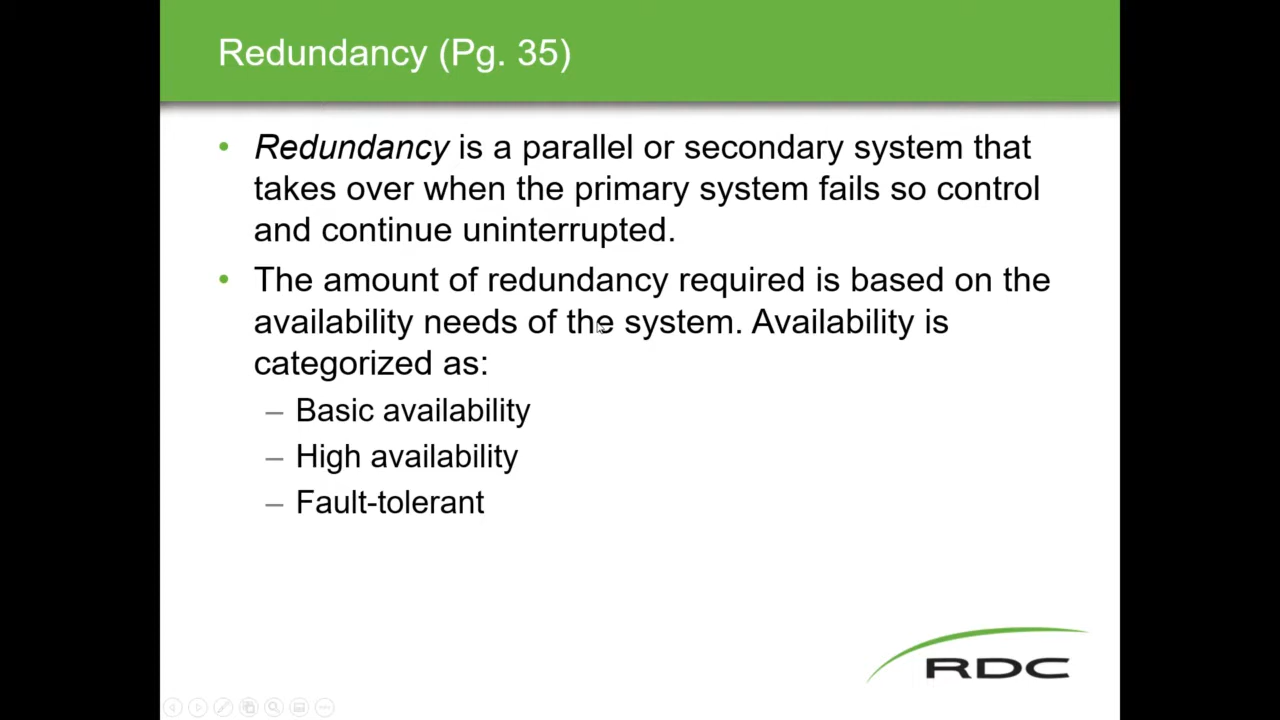 Redundancy (Pg. 35)
• Redundancy is a parallel or secondary system that
takes over when the primary system fails so control
and continue uninterrupted.
• The amount of redundancy required is based on the
availability needs of the system. Availability is
categorized as:
– Basic availability
– High availability
– Fault-tolerant
RDC